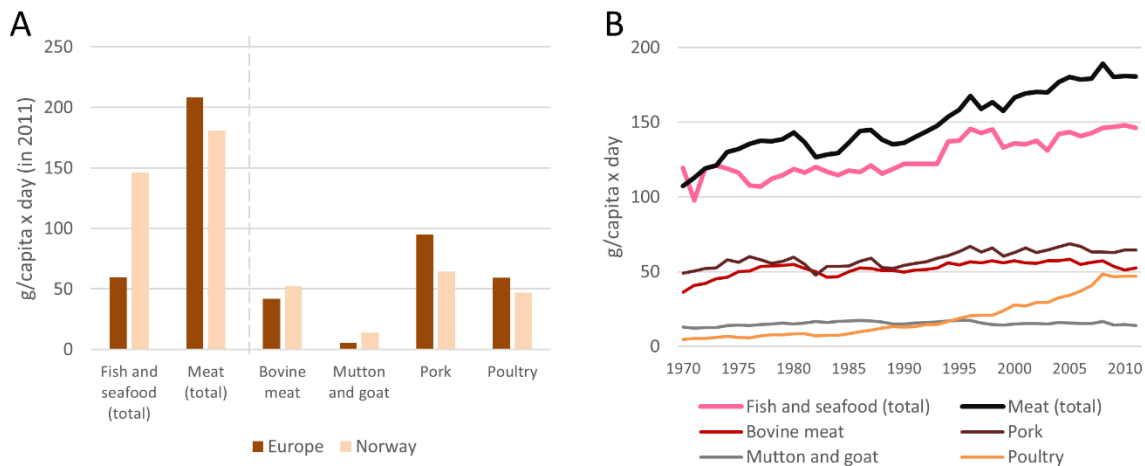 A
g/capita x day (in 2011)
250
200
150
100
50
0
Fish and
seafood
(total)
Meat
(total)
Bovine
meat
Mutton
and goat
Pork
Poultry
Europe
Norway
B
g/capita x day
200
150
100
50
0
1970 1975 1980 1985 1990 1995 2000 2005 2010
Fish and seafood (total)
Meat (total)
Bovine meat
Pork
Mutton and goat
Poultry